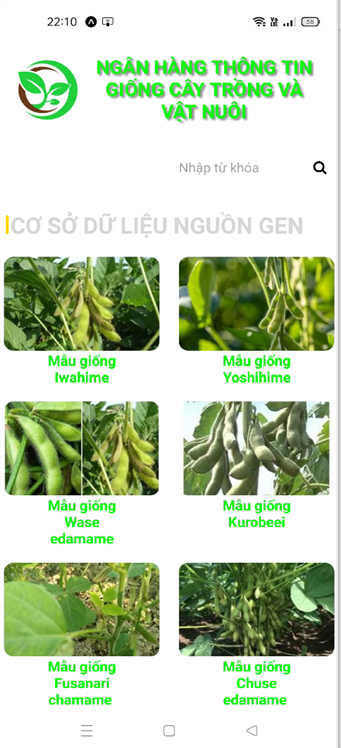 22:10
38
NGÂN HÀNG THÔNG TIN
GIỐNG CÂY TRỒNG VÀ
VẬT NUÔI
Nhập từ khóa
CƠ SỞ DỮ LIỆU NGUỒN GEN
Mẫu giống
Iwahime
Mẫu giống
Yoshihime
Mẫu giống
Wase
edamame
Mẫu giống
Kurobeei
Mẫu giống
Fusanari
chamame
Mẫu giống
Chuse
edamame